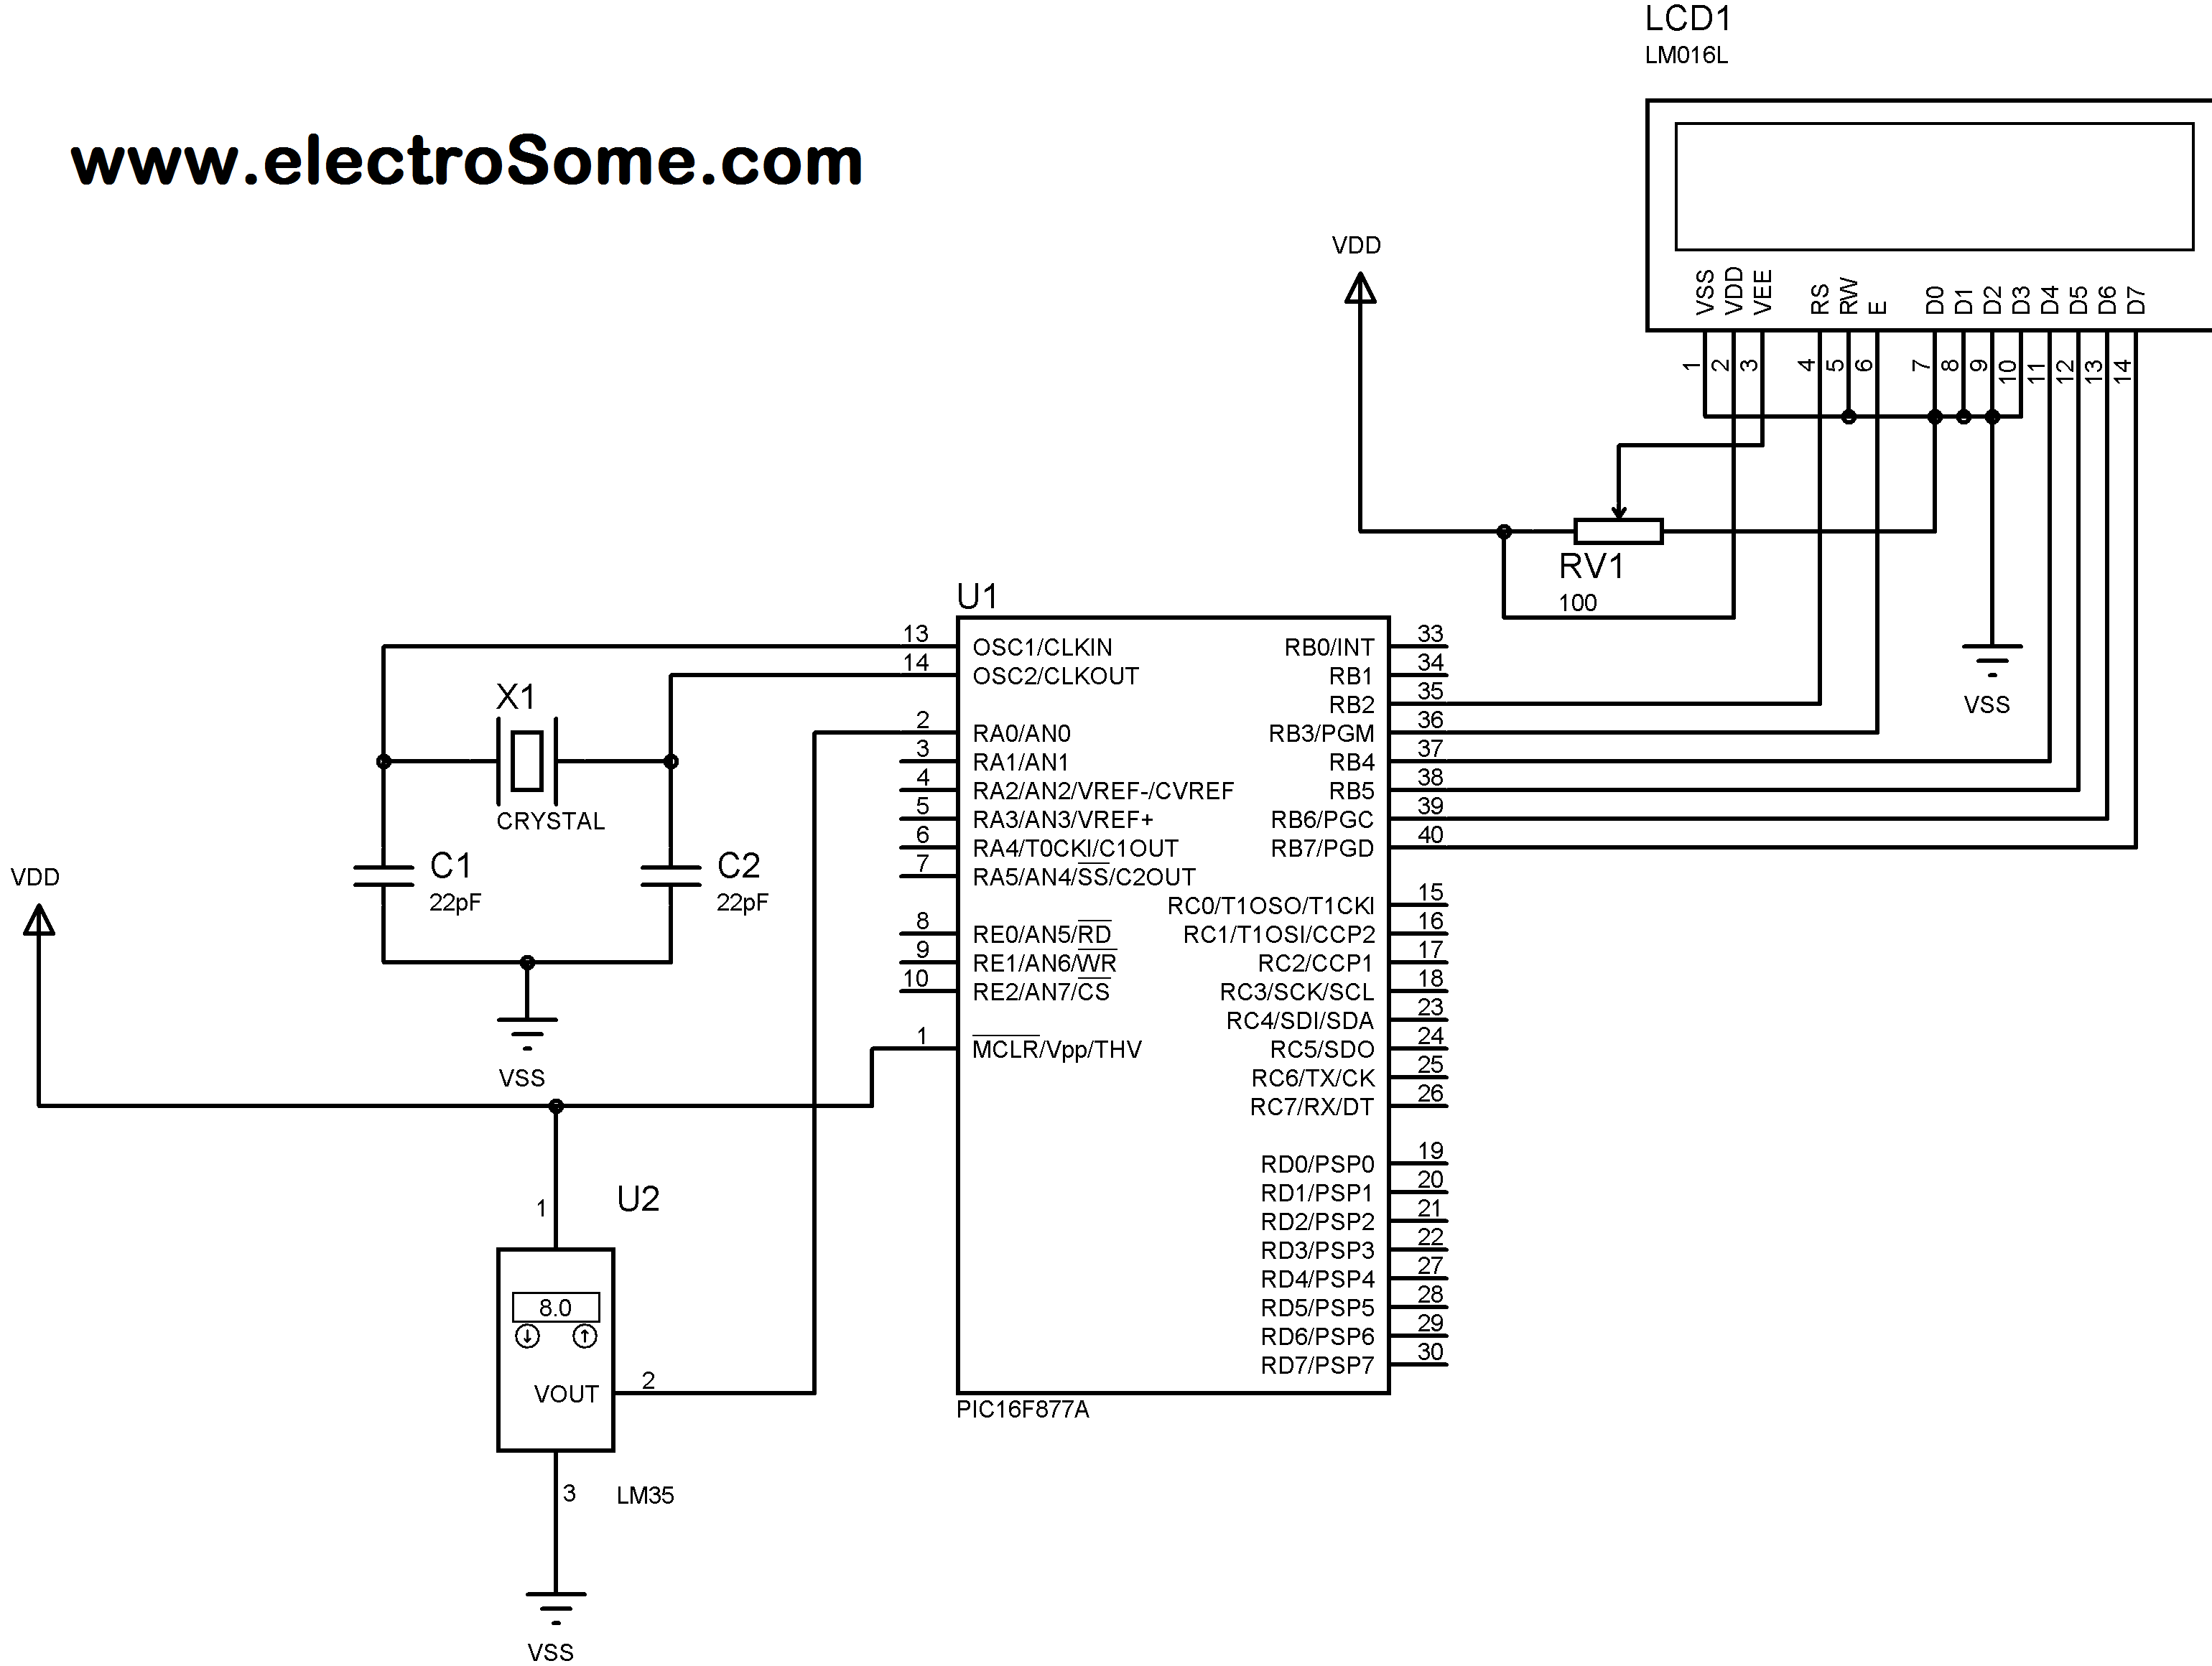 LCD1
LM016L
www.electroSome.com
VDD
VSS
VDD
VEE
RS
RW
E
D0
D1
D2
D3
D4
D5
D6
D7
1
2
3
4
5
6
7
8
9
10
11
12
13
14
RV1
100
VSS
U1
13
OSC1/CLKIN
14
OSC2/CLKOUT
2
RA0/AN0
3
RA1/AN1
4
RA2/AN2/VREF-/CVREF
5
RA3/AN3/VREF+
6
RA4/T0CKI/C1OUT
7
RA5/AN4/SS/C2OUT
8
RE0/AN5/RD
9
RE1/AN6/WR
10
RE2/AN7/CS
1
MCLR/Vpp/THV
RB0/INT
33
RB1
34
RB2
35
RB3/PGM
36
RB4
37
RB5
38
RB6/PGC
39
RB7/PGD
40
RC0/T1OSO/T1CKI
15
RC1/T1OSI/CCP2
16
RC2/CCP1
17
RC3/SCK/SCL
18
RC4/SDI/SDA
23
RC5/SDO
24
RC6/TX/CK
25
RC7/RX/DT
26
RD0/PSP0
19
RD1/PSP1
20
RD2/PSP2
21
RD3/PSP3
22
RD4/PSP4
27
RD5/PSP5
28
RD6/PSP6
29
RD7/PSP7
30
PIC16F877A
X1
CRYSTAL
C1
22pF
C2
22pF
VSS
VDD
1
U2
8.0
VOUT
2
3
LM35
VSS